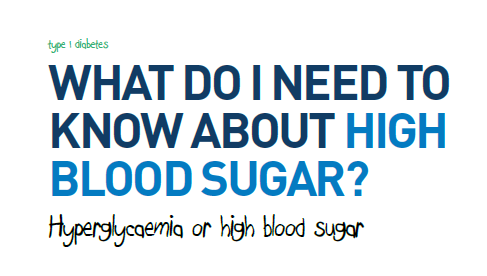 type 1 diabetes
WHAT DO I NEED TO
KNOW ABOUT HIGH
BLOOD SUGAR?
Hyperglycaemia or high blood sugar